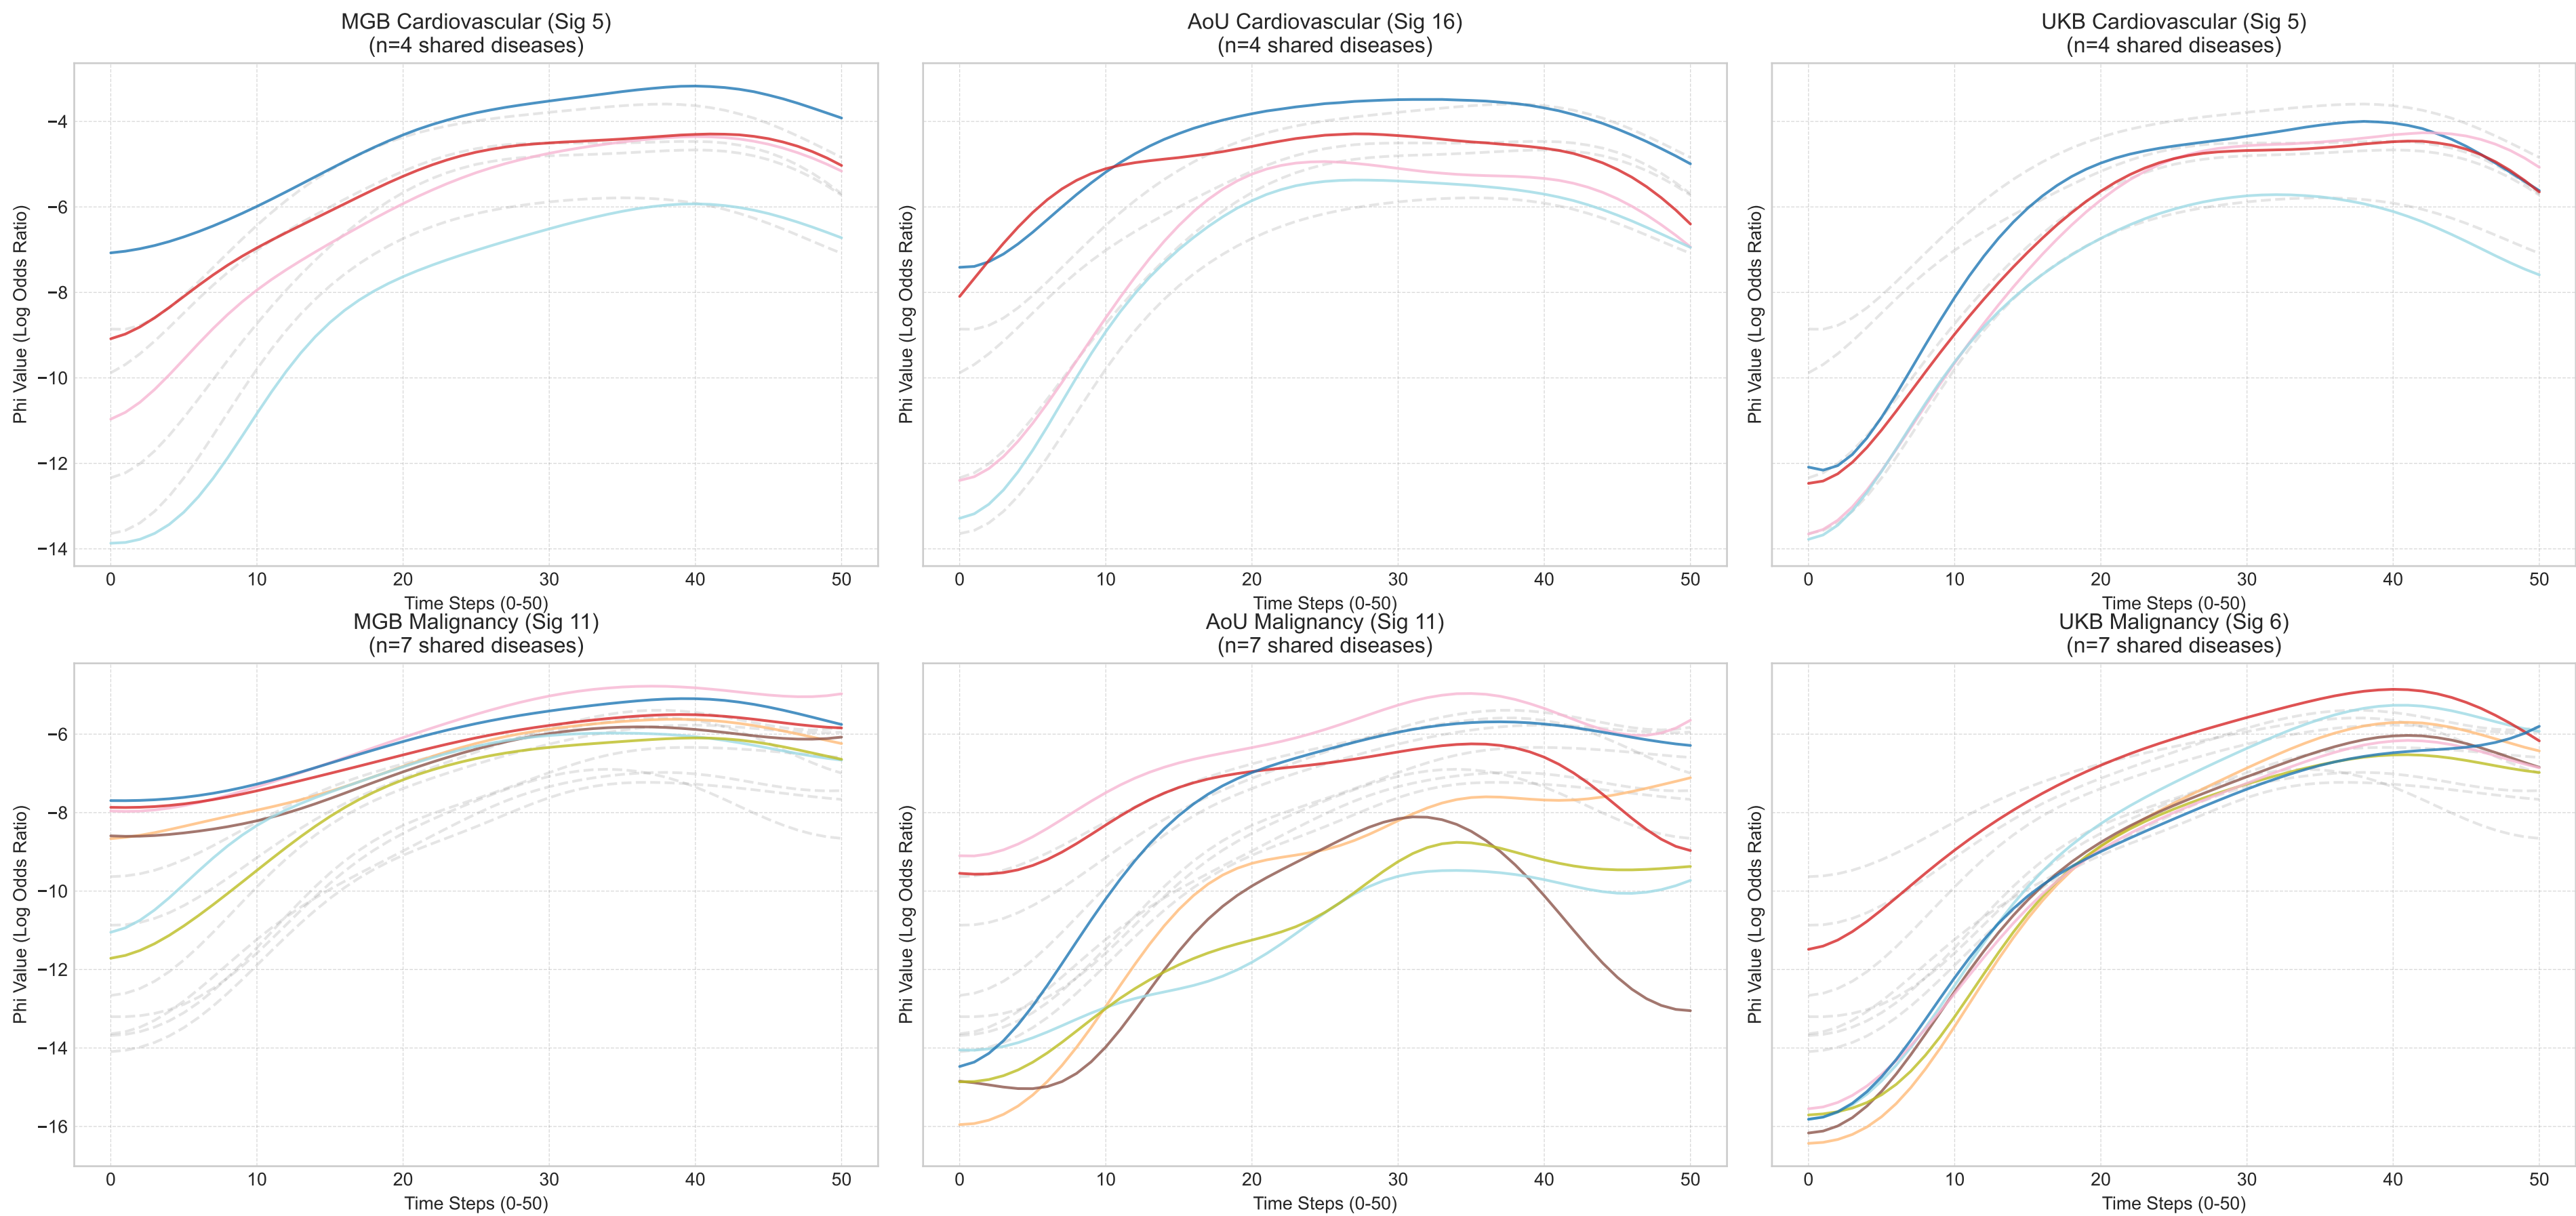 MGB Cardiovascular (Sig 5)
(n=4 shared diseases)
Phi Value (Log Odds Ratio)
−4
−6
−8
−10
−12
−14
0 10 20 30 40 50
Time Steps (0-50)
AoU Cardiovascular (Sig 16)
(n=4 shared diseases)
Phi Value (Log Odds Ratio)
0 10 20 30 40 50
Time Steps (0-50)
UKB Cardiovascular (Sig 5)
(n=4 shared diseases)
Phi Value (Log Odds Ratio)
0 10 20 30 40 50
Time Steps (0-50)
MGB Malignancy (Sig 11)
(n=7 shared diseases)
Phi Value (Log Odds Ratio)
−6
−8
−10
−12
−14
−16
0 10 20 30 40 50
Time Steps (0-50)
AoU Malignancy (Sig 11)
(n=7 shared diseases)
Phi Value (Log Odds Ratio)
0 10 20 30 40 50
Time Steps (0-50)
UKB Malignancy (Sig 6)
(n=7 shared diseases)
Phi Value (Log Odds Ratio)
0 10 20 30 40 50
Time Steps (0-50)